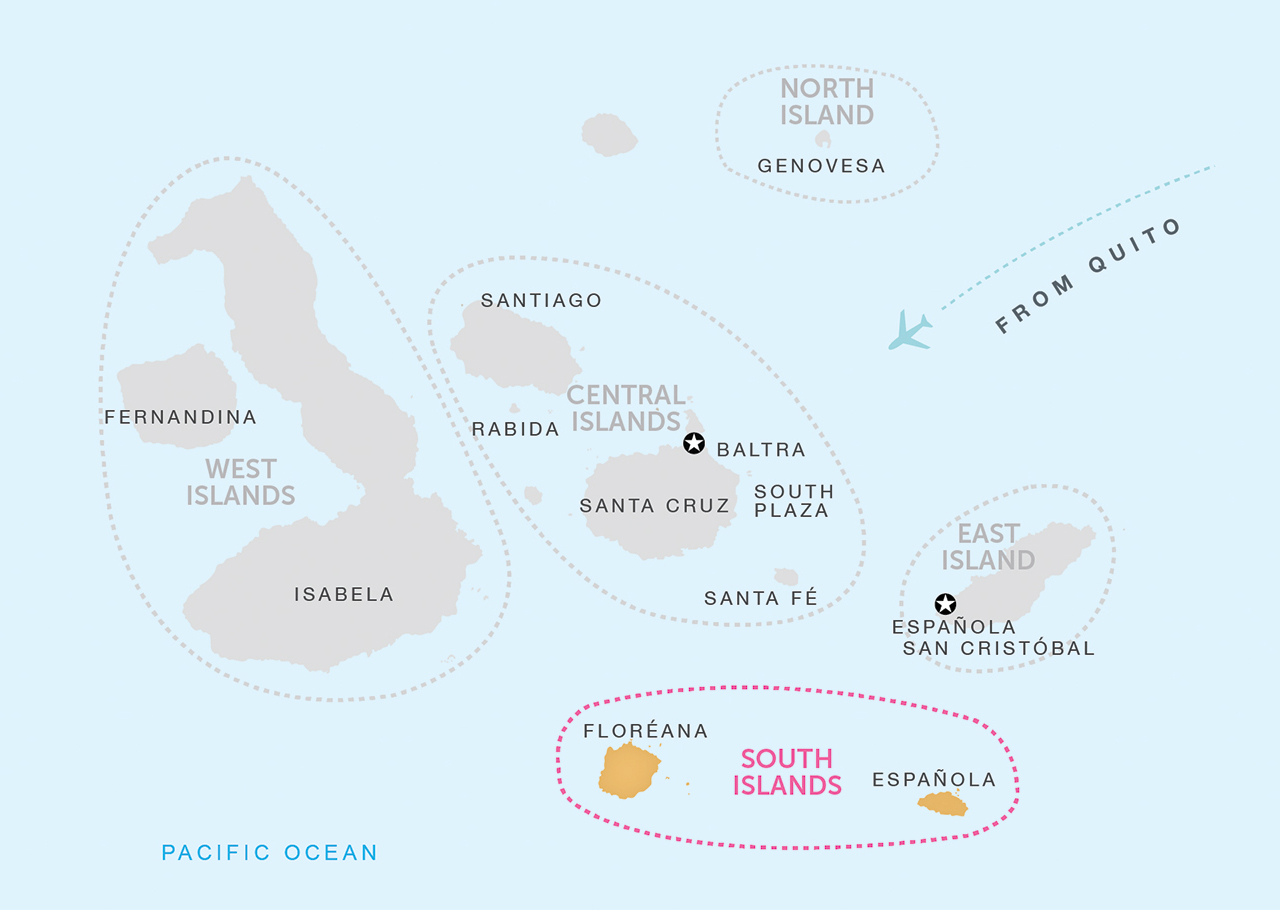 NORTH
ISLAND
GENOVESA
FROM QUITO
SANTIAGO
CENTRAL
ISLANDS
RABIDA
BALTRA
FERNANDINA
WEST
ISLANDS
SANTA CRUZ
SOUTH
PLAZA
EAST
ISLAND
ISABELA
SANTA FÉ
ESPAÑOLA
SAN CRISTÓBAL
FLORÉANA
SOUTH
ISLANDS
ESPAÑOLA
PACIFIC OCEAN